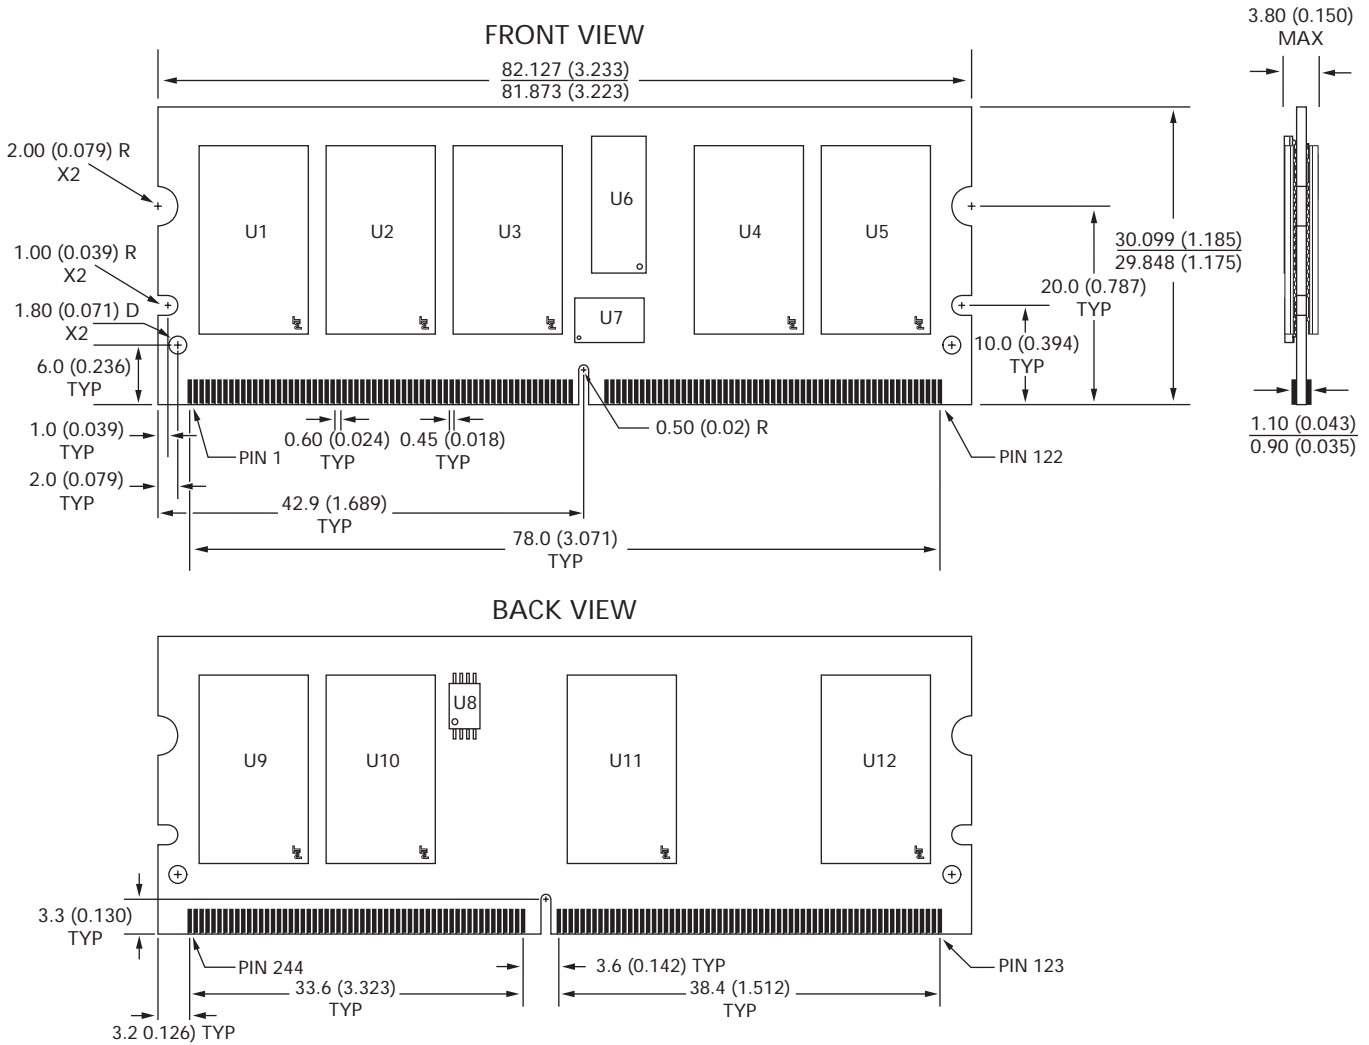 FRONT VIEW
3.80 (0.150)
MAX
82.127 (3.233)
81.873 (3.223)
2.00 (0.079) R
X2
U1
U2
U3
U6
U4
U5
30.099 (1.185)
29.848 (1.175)
1.00 (0.039) R
X2
20.0 (0.787)
TYP
1.80 (0.071) D
X2
U7
10.0 (0.394)
TYP
6.0 (0.236)
TYP
1.0 (0.039)
TYP
PIN 1
0.60 (0.024)
TYP
0.45 (0.018)
TYP
0.50 (0.02) R
PIN 122
1.10 (0.043)
0.90 (0.035)
2.0 (0.079)
TYP
42.9 (1.689)
TYP
78.0 (3.071)
TYP
BACK VIEW
U8
U9
U10
U11
U12
3.3 (0.130)
TYP
PIN 244
3.6 (0.142) TYP
PIN 123
33.6 (3.323)
TYP
38.4 (1.512)
TYP
3.2 0.126) TYP